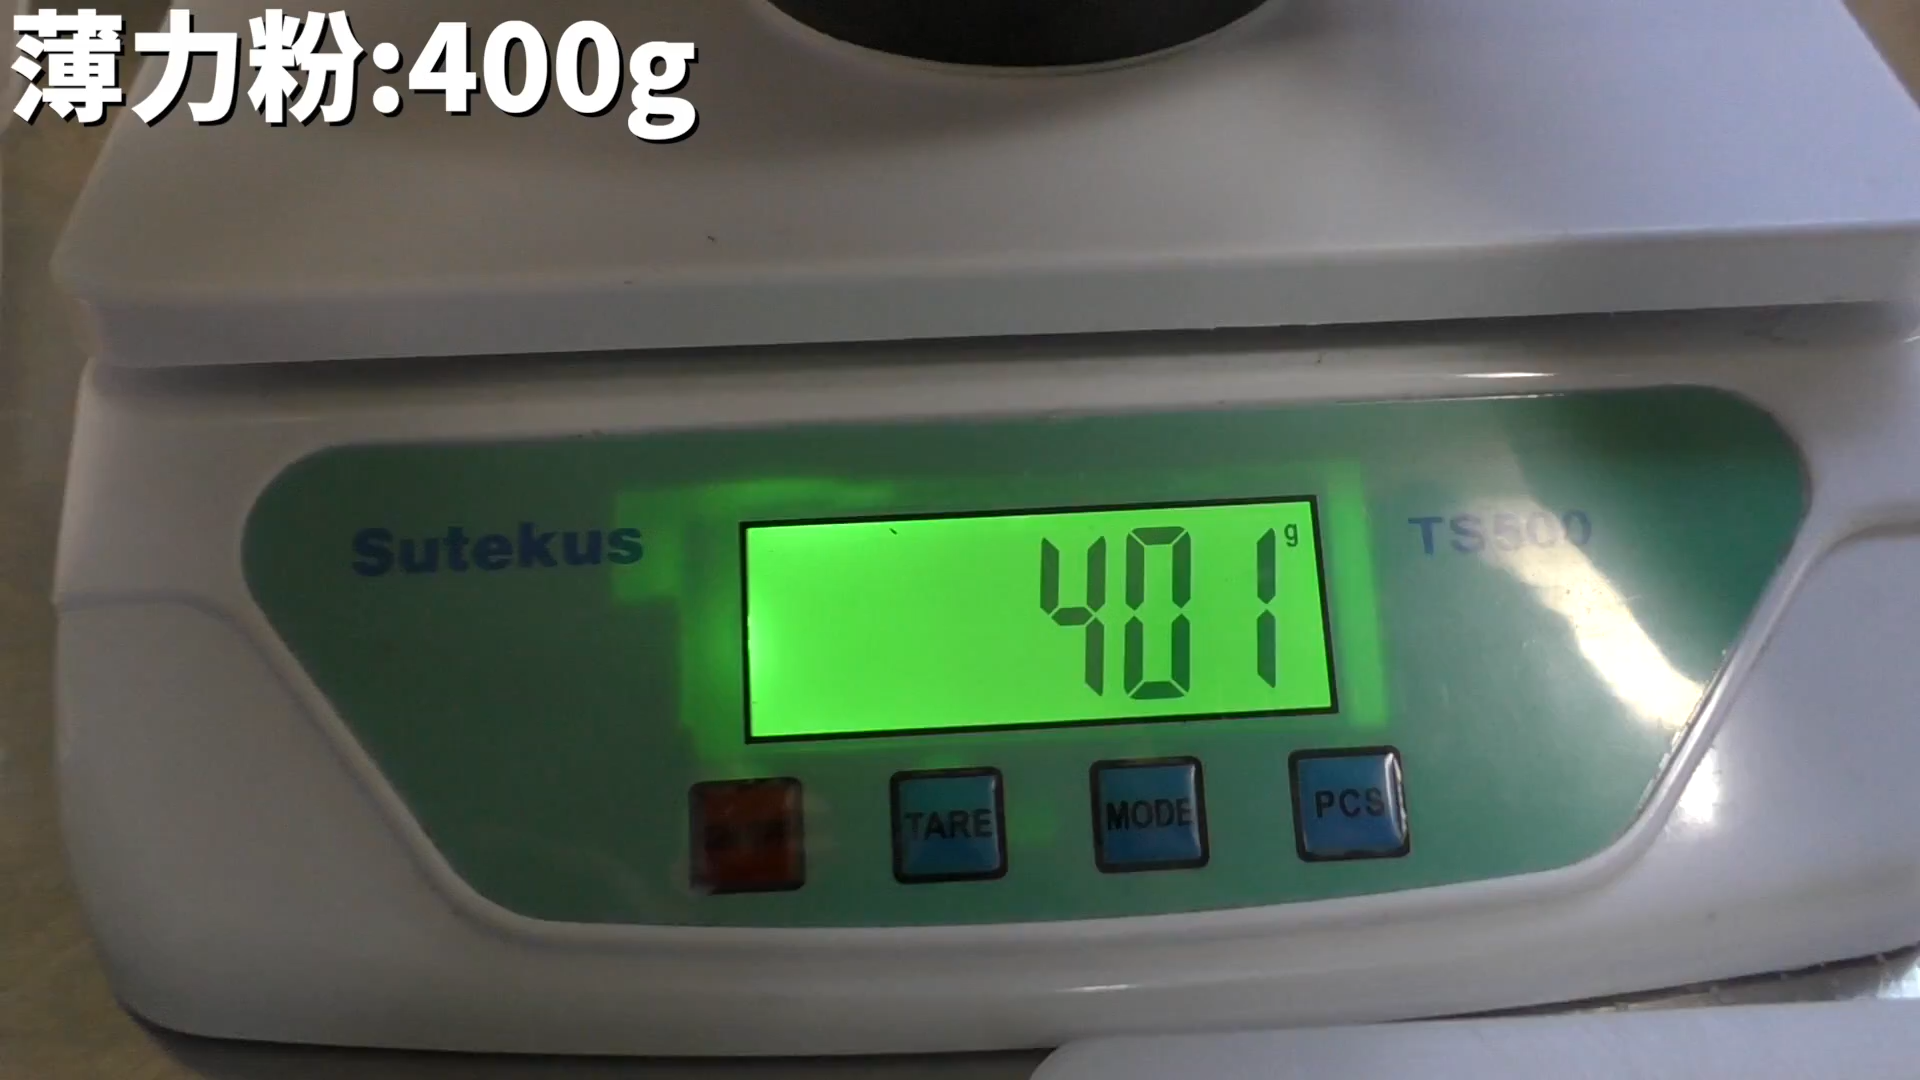 薄力粉:400g
Sutekus
401 g
TS500
TARE
MODE
PCS